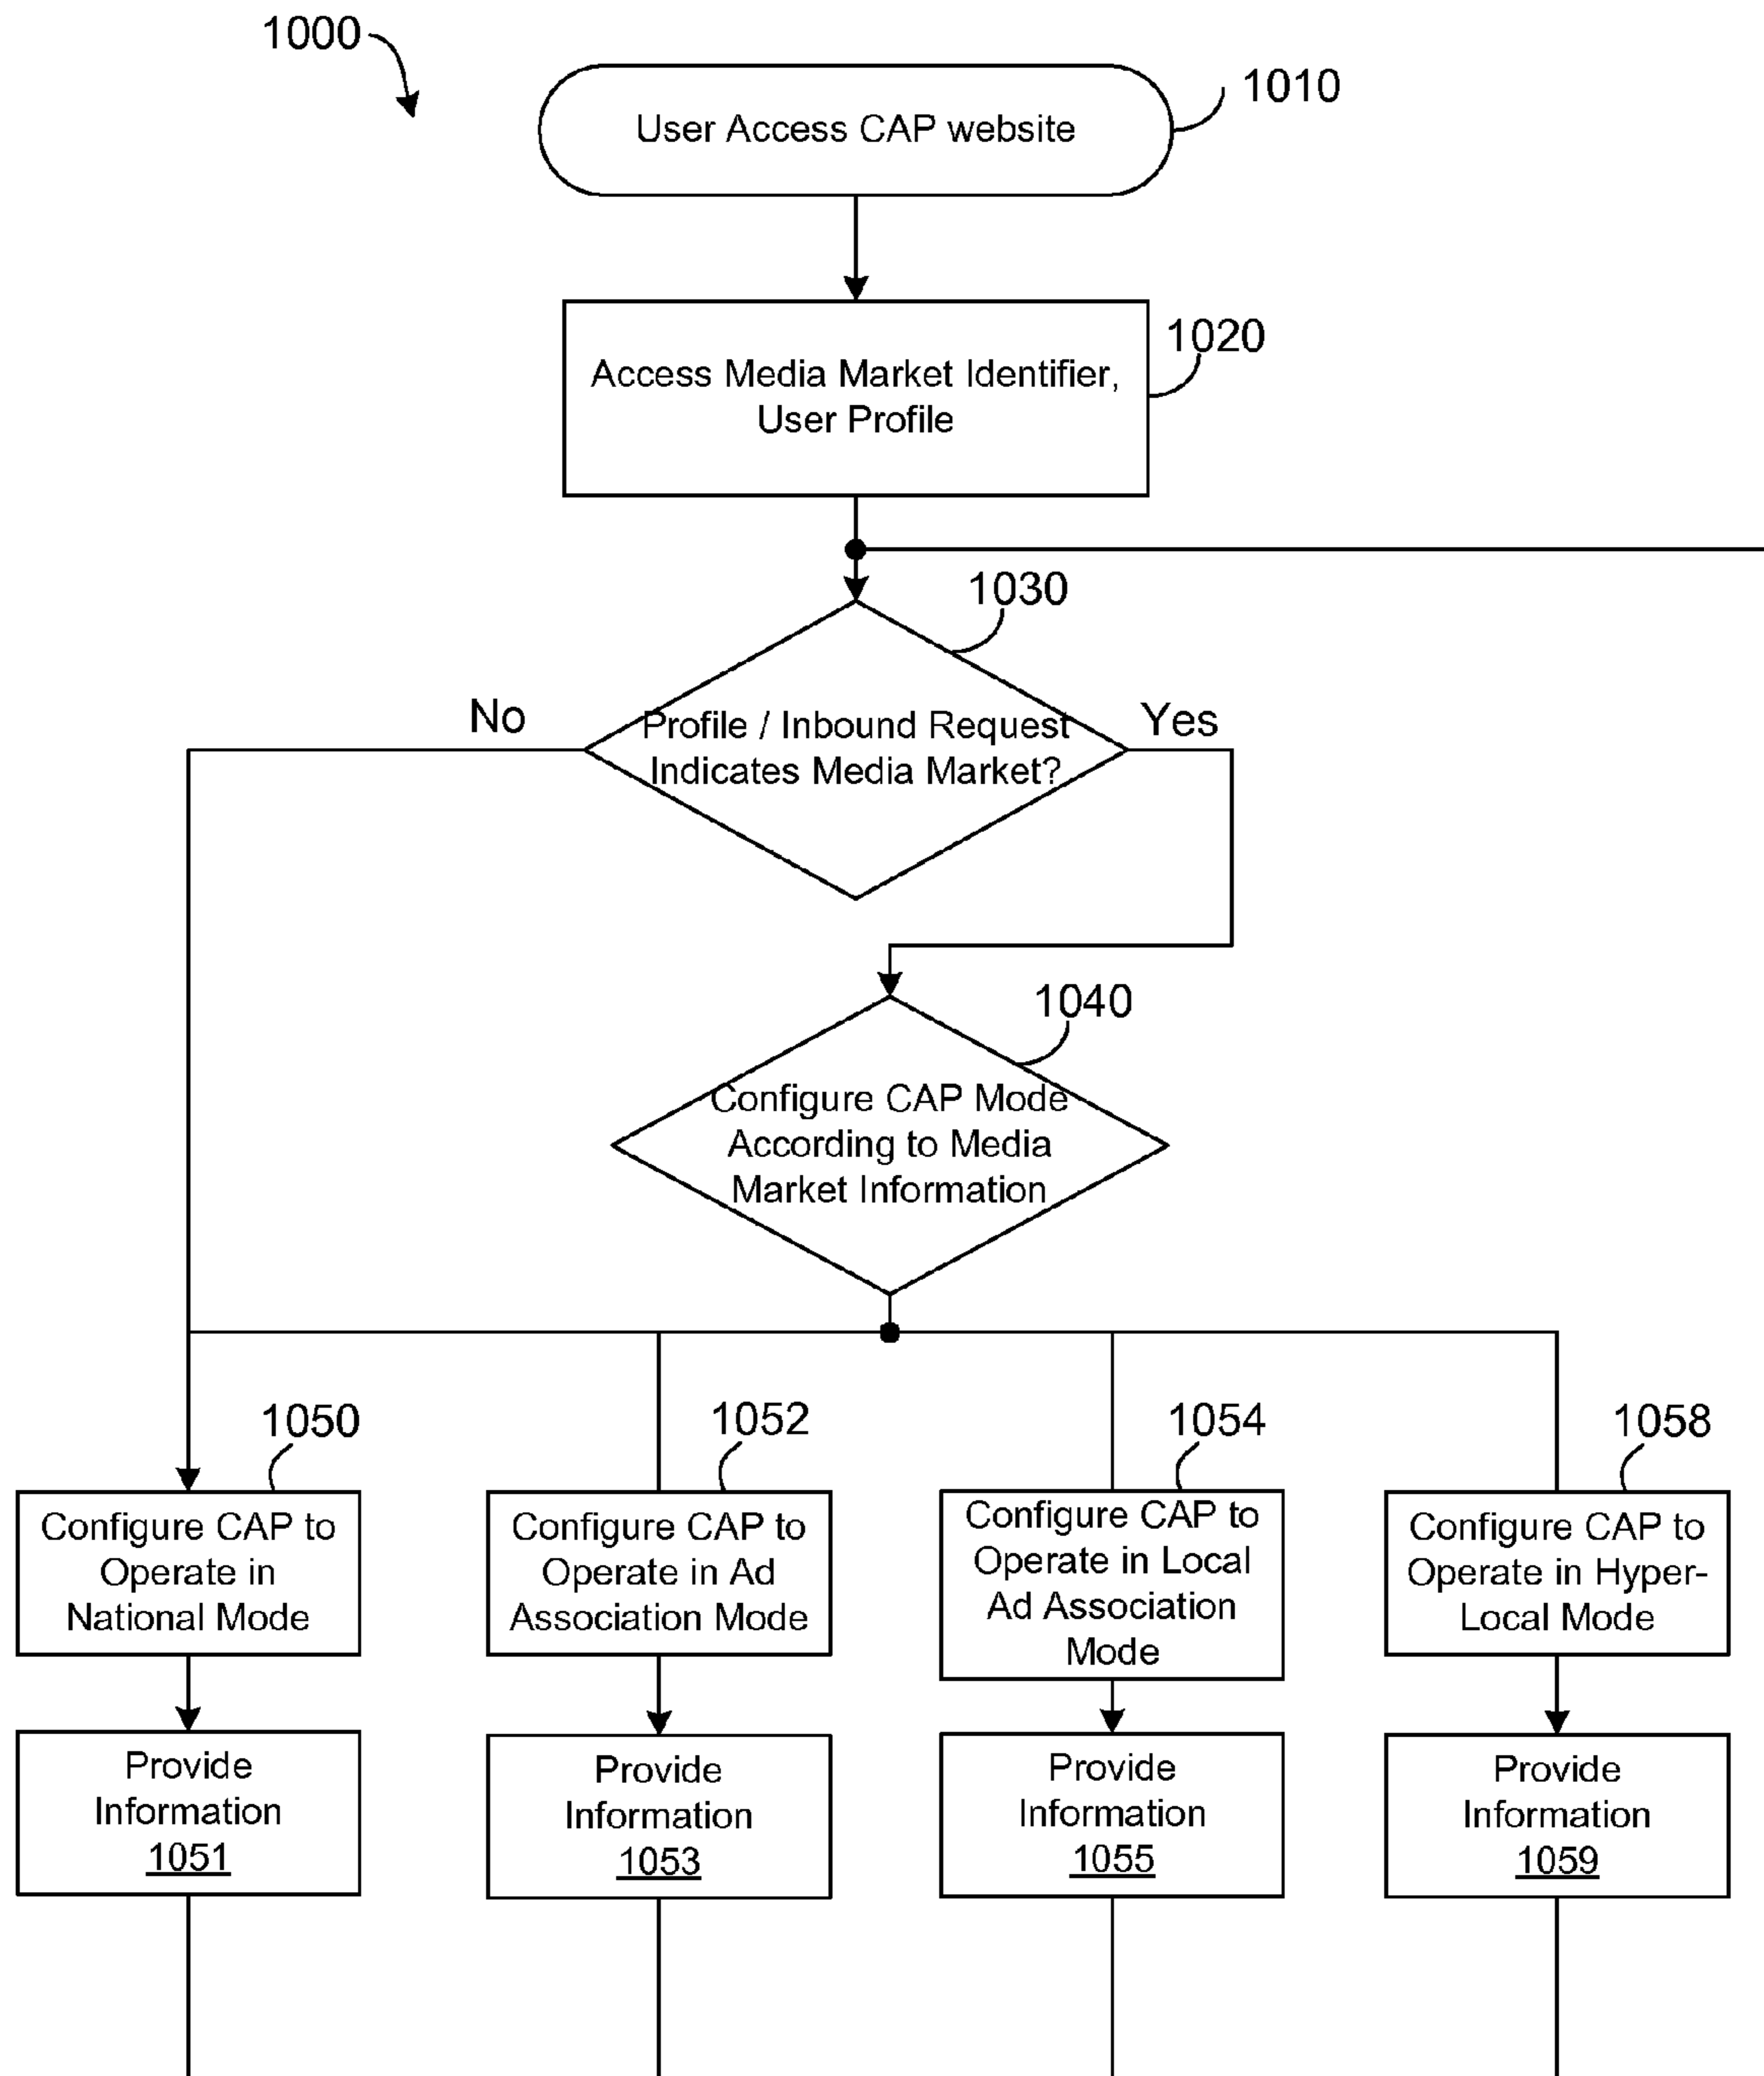 1000
1010
User Access CAP website
1020
Access Media Market Identifier,
User Profile
1030
No
Yes
Profile / Inbound Request
Indicates Media Market?
1040
Configure CAP Mode
According to Media
Market Information
1050
Configure CAP to
Operate in
National Mode
1052
Configure CAP to
Operate in Ad
Association Mode
1054
Configure CAP to
Operate in Local
Ad Association
Mode
1058
Configure CAP to
Operate in Hyper-
Local Mode
Provide
Information
1051
Provide
Information
1053
Provide
Information
1055
Provide
Information
1059